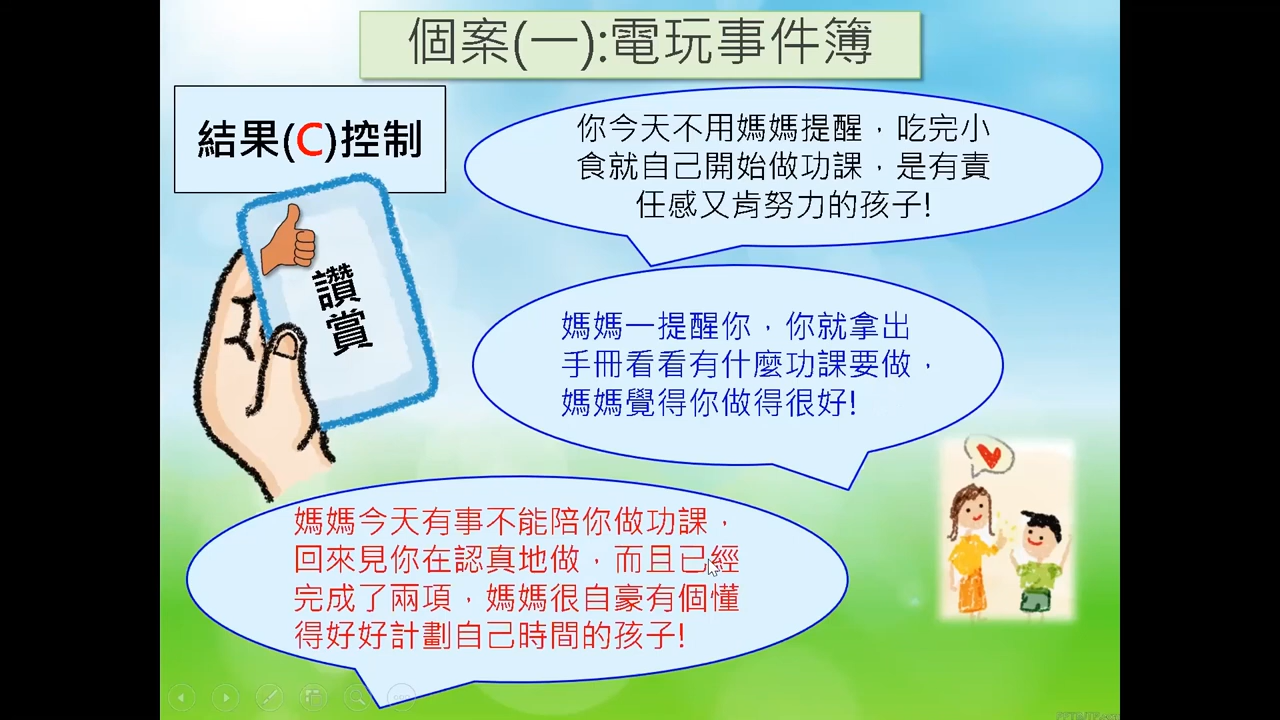 個案(一):電玩事件簿
結果(C)控制
讚賞
你今天不用媽媽提醒，吃完小
食就自己開始做功課，是有責
任感又肯努力的孩子!
媽媽一提醒你，你就拿出
手冊看看有什麼功課要做，
媽媽覺得你做得很好!
媽媽今天有事不能陪你做功課，
回來見你在認真地做，而且已經
完成了兩項，媽媽很自豪有個懂
得好好計劃自己時間的孩子!